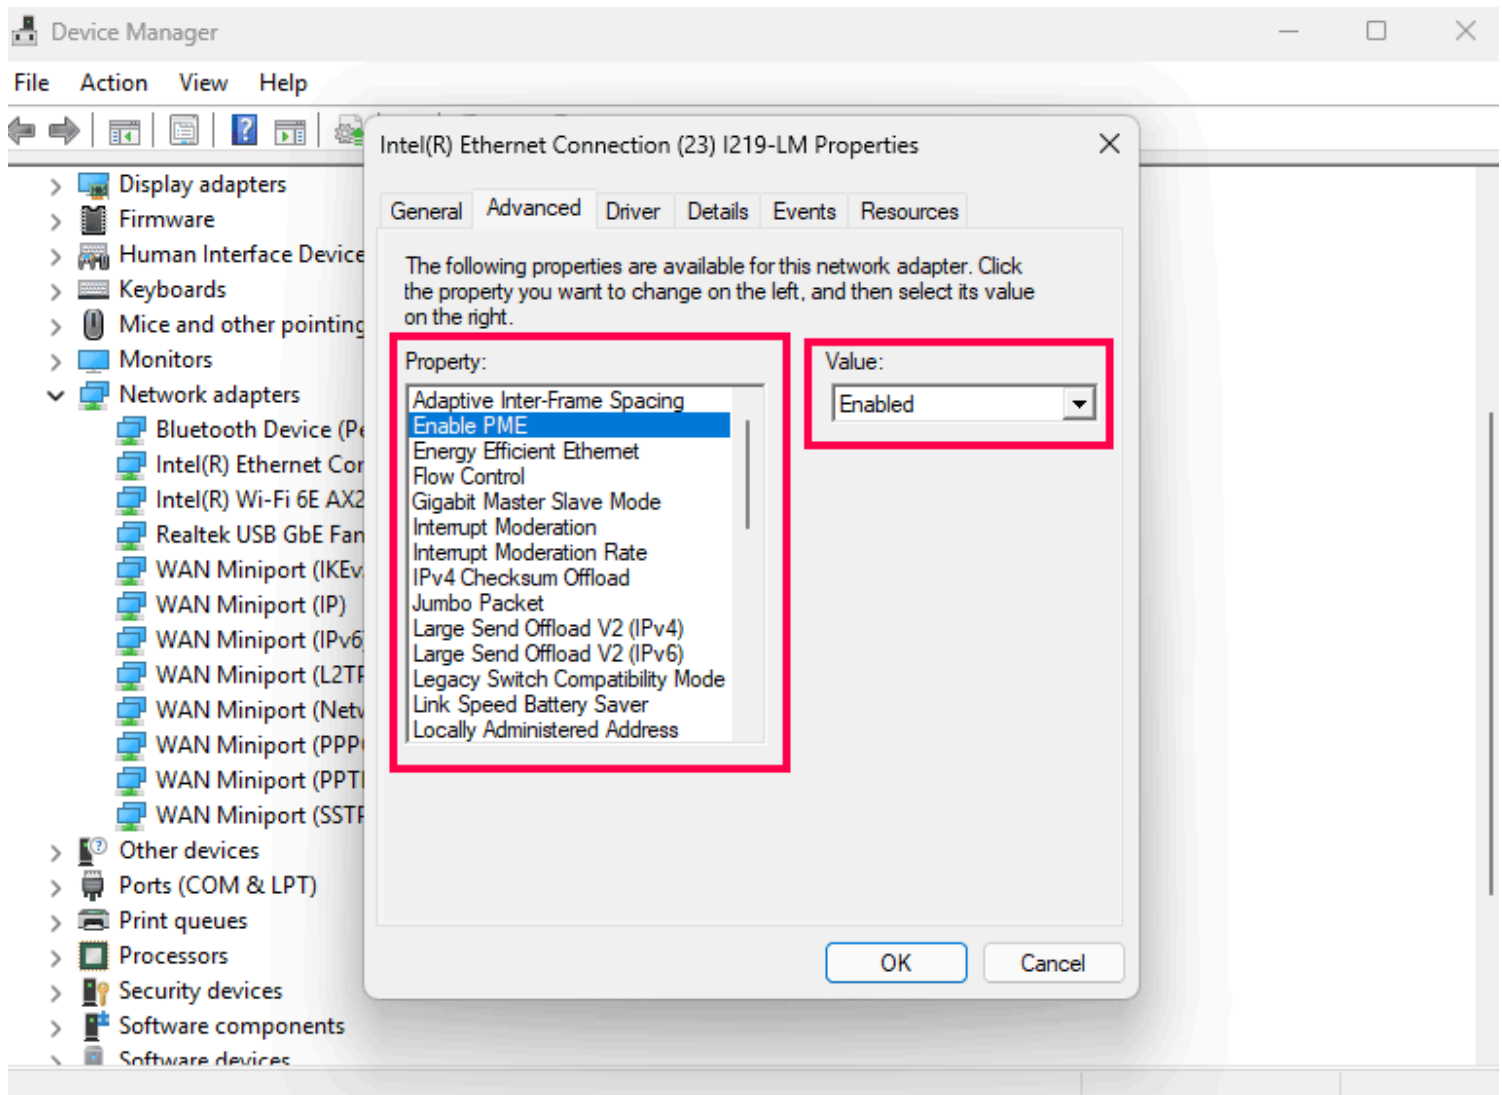 Device Manager
File Action View Help
Display adapters
Firmware
Human Interface Device
Keyboards
Mice and other pointing
Monitors
Network adapters
Bluetooth Device
Intel(R) Ethernet
Intel(R) Wi-Fi 6E
Realtek USB GbE
WAN Miniport
WAN Miniport (IP)
WAN Miniport (IPv6
WAN Miniport
WAN Miniport
WAN Miniport
WAN Miniport
WAN Miniport
Other devices
Ports (COM & LPT)
Print queues
Processors
Security devices
Software components
Software devices
Intel(R) Ethernet Connection (23) I219-LM Properties
General Advanced Driver Details Events Resources
The following properties are available for this network adapter. Click
the property you want to change on the left, and then select its value
on the right.
Property:
Adaptive Inter-Frame Spacing
Enable PME
Energy Efficient Ethernet
Flow Control
Gigabit Master Slave Mode
Interrupt Moderation
Interrupt Moderation Rate
IPv4 Checksum Offload
Jumbo Packet
Large Send Offload V2 (IPv4)
Large Send Offload V2 (IPv6)
Legacy Switch Compatibility Mode
Link Speed Battery Saver
Locally Administered Address
Value:
Enabled
OK Cancel